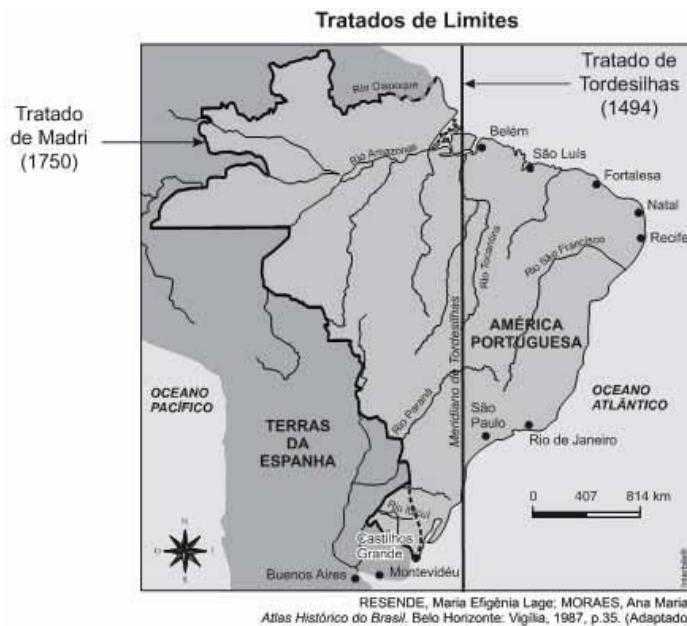 Tratados de Limites
Tratado de
Tordesilhas
(1494)
Tratado
de Madri
(1750)
Rio Oiapoque
Rio Amazonas
Belém
São Luís
Fortalesa
Natal
Recife
Rio São Francisco
Rio Tocantins
Meridiano de Tordesilhas
AMÉRICA
PORTUGUESA
OCEANO
PACÍFICO
OCEANO
ATLÂNTICO
TERRAS
DA
ESPANHA
Rio Paraná
São
Paulo
Rio de Janeiro
0 407 814 km
Castilhos
Grande
Buenos Aires
Montevidéu
N
S
RESENDE, Maria Efigênia Lage; MORAES, Ana Maria
Atlas Histórico do Brasil. Belo Horizonte: Vigília, 1987, p.35. (Adaptado